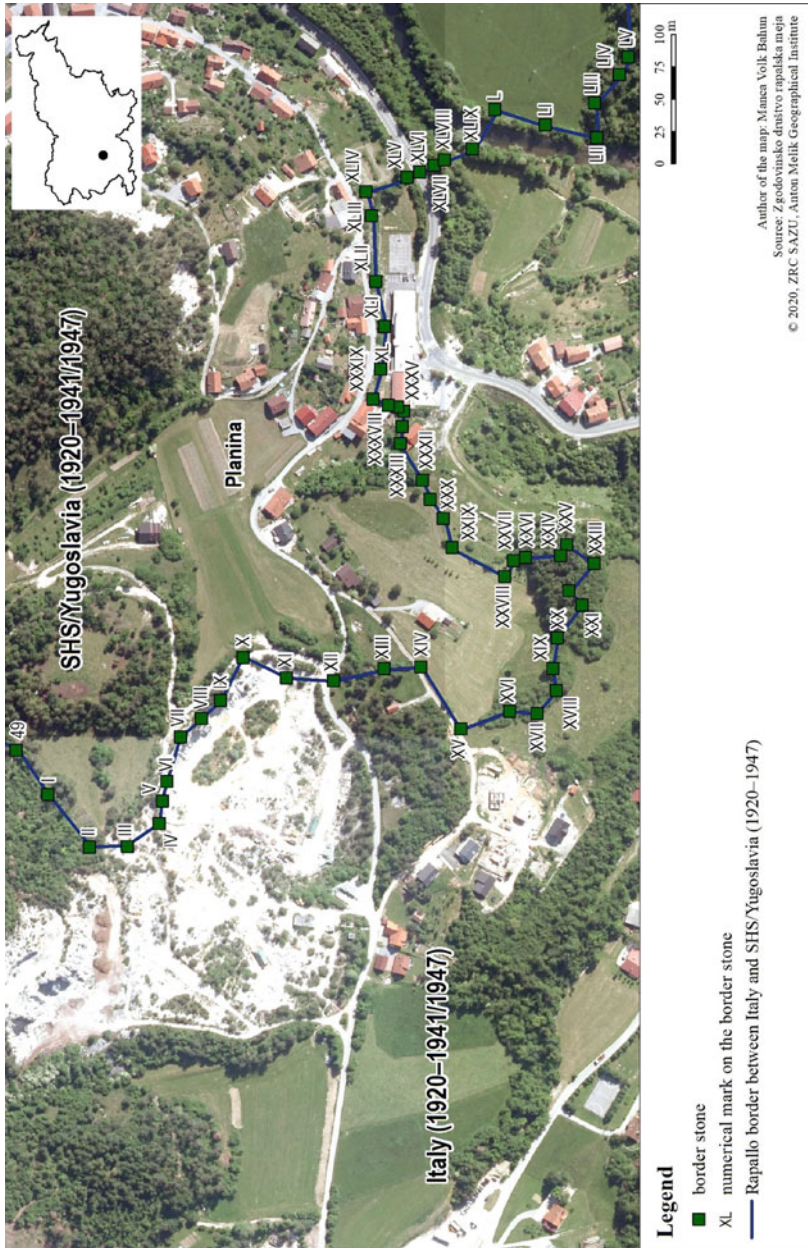 SHS/Yugoslavia (1920–1941/1947)
Planina
Italy (1920–1941/1947)
49
I
II
III
IV
V
VI
VII
VIII
IX
X
XI
XII
XIII
XIV
XV
XVI
XVII
XVIII
XIX
XX
XXI
XXIII
XXV
XXIV
XXVI
XXVII
XXVIII
XXIX
XXX
XXXII
XXXIII
XXXV
XXXVIII
XXXIX
XL
XLI
XLII
XLIII
XLIV
XLV
XLVI
XLVII
XLVIII
XLIX
L
LI
LII
LIII
LIV
LV
Legend
border stone
XL numerical mark on the border stone
Rapallo border between Italy and SHS/Yugoslavia (1920–1947)
0 25 50 75 100
m
Author of the map: Manca Volk Bahun
Source: Zgodovinsko društvo rapalska meja
© 2020, ZRC SAZU, Anton Melik Geographical Institute